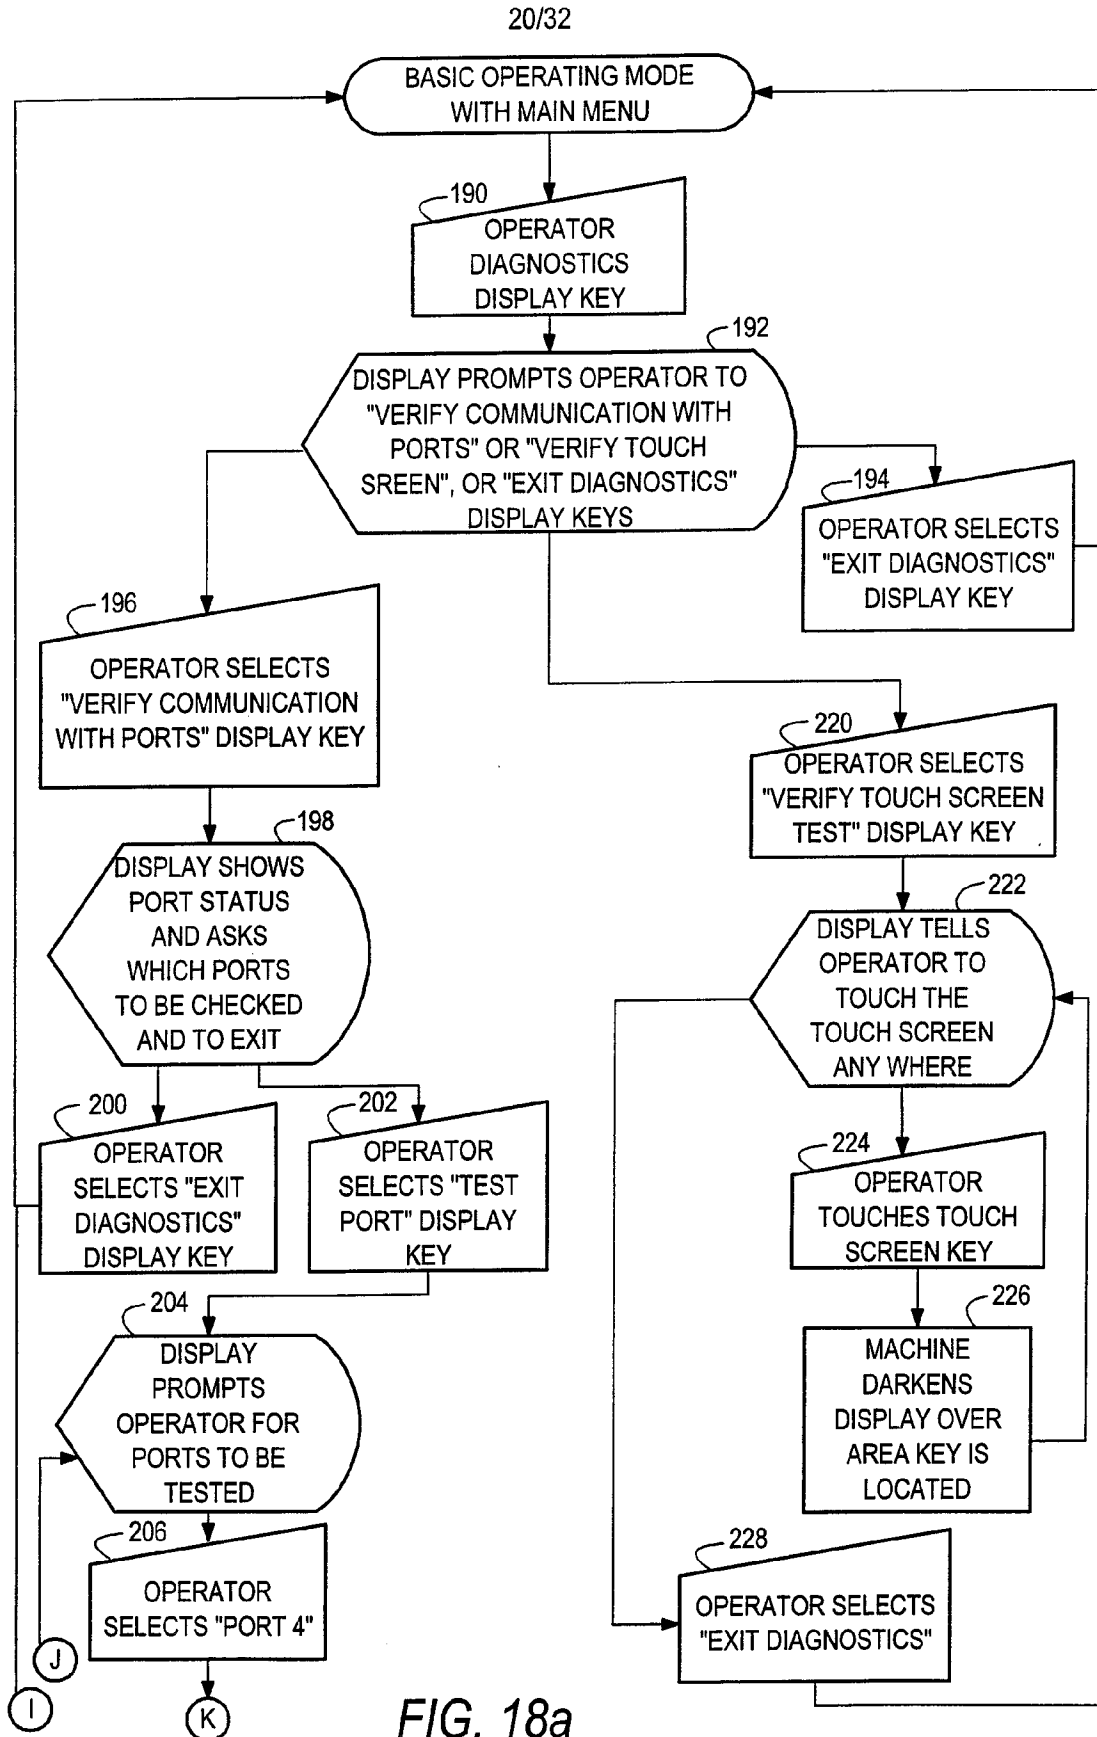 20/32
BASIC OPERATING MODE
WITH MAIN MENU
190
OPERATOR
DIAGNOSTICS
DISPLAY KEY
192
DISPLAY PROMPTS OPERATOR TO
"VERIFY COMMUNICATION WITH
PORTS" OR "VERIFY TOUCH
SREEN", OR "EXIT DIAGNOSTICS"
DISPLAY KEYS
194
OPERATOR SELECTS
"EXIT DIAGNOSTICS"
DISPLAY KEY
196
OPERATOR SELECTS
"VERIFY COMMUNICATION
WITH PORTS" DISPLAY KEY
220
OPERATOR SELECTS
"VERIFY TOUCH SCREEN
TEST" DISPLAY KEY
198
DISPLAY SHOWS
PORT STATUS
AND ASKS
WHICH PORTS
TO BE CHECKED
AND TO EXIT
222
DISPLAY TELLS
OPERATOR TO
TOUCH THE
TOUCH SCREEN
ANY WHERE
200
OPERATOR
SELECTS "EXIT
DIAGNOSTICS"
DISPLAY KEY
202
OPERATOR
SELECTS "TEST
PORT" DISPLAY
KEY
224
OPERATOR
TOUCHES TOUCH
SCREEN KEY
204
DISPLAY
PROMPTS
OPERATOR FOR
PORTS TO BE
TESTED
226
MACHINE
DARKENS
DISPLAY OVER
AREA KEY IS
LOCATED
206
OPERATOR
SELECTS "PORT 4"
228
OPERATOR SELECTS
"EXIT DIAGNOSTICS"
J
I
K
FIG. 18a